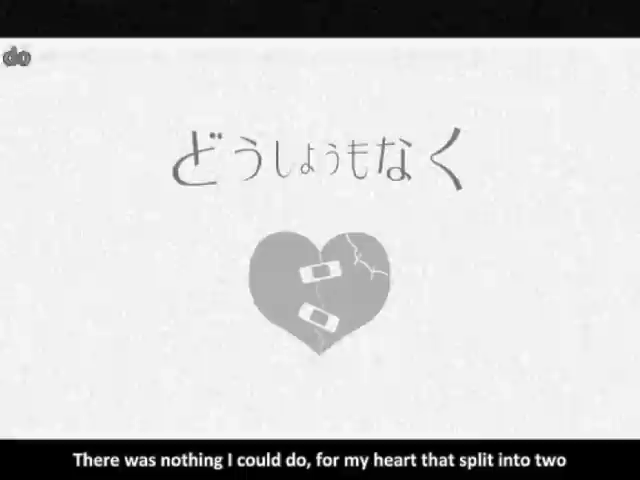 do
どうしようもなく
There was nothing I could do, for my heart that split into two